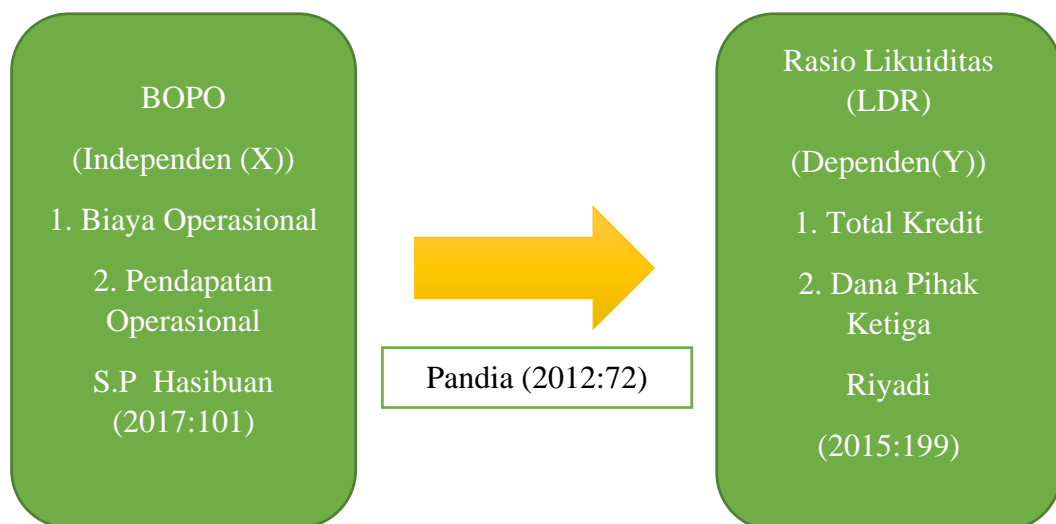 BOPO
(Independen (X))
1. Biaya Operasional
2. Pendapatan
Operasional
S.P Hasibuan
(2017:101)
Pandia (2012:72)
Rasio Likuiditas
(LDR)
(Dependen(Y))
1. Total Kredit
2. Dana Pihak
Ketiga
Riyadi
(2015:199)